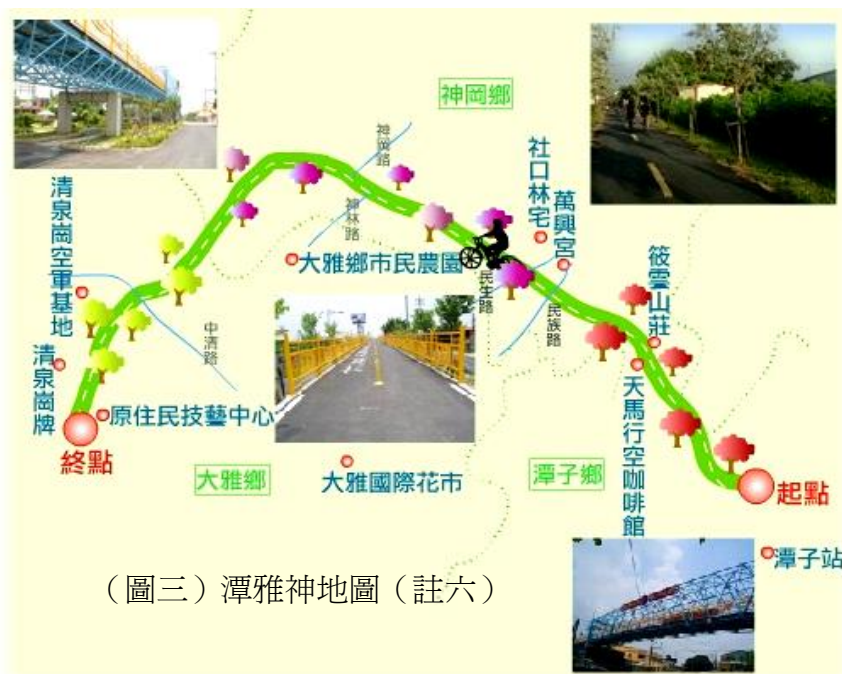 神岡鄉
神岡路
社口林宅
萬興宮
清泉崗空軍基地
神林路
大雅鄉市民農園
民生路
筱雲山莊
中清路
民族路
清泉崗牌
原住民技藝中心
天馬行空咖啡館
終點
大雅鄉
大雅國際花市
潭子鄉
起點
潭子站
（圖三）潭雅神地圖（註六）